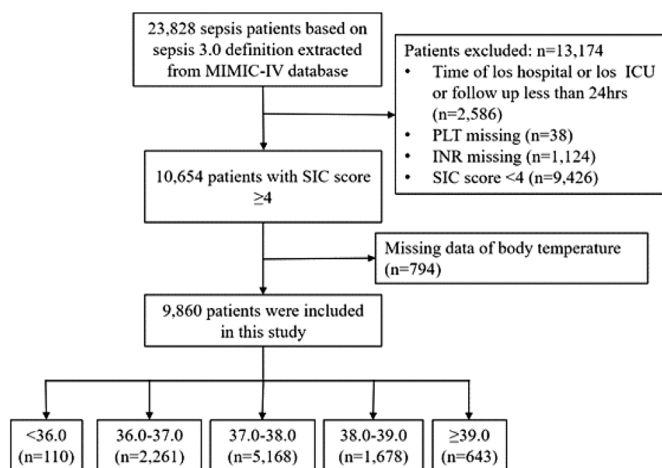 23,828 sepsis patients based on
sepsis 3.0 definition extracted
from MIMIC-IV database
Patients excluded: n=13,174
• Time of los hospital or los ICU
or follow up less than 24hrs
(n=2,586)
• PLT missing (n=38)
• INR missing (n=1,124)
• SIC score <4 (n=9,426)
10,654 patients with SIC score
≥4
Missing data of body temperature
(n=794)
9,860 patients were included
in this study
<36.0
(n=110)
36.0-37.0
(n=2,261)
37.0-38.0
(n=5,168)
38.0-39.0
(n=1,678)
≥39.0
(n=643)